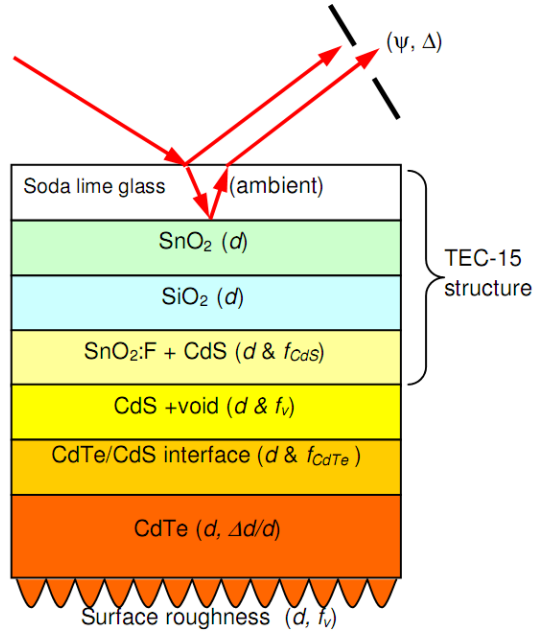 (ψ, Δ)
Soda lime glass (ambient)
SnO₂ (d)
SiO₂ (d)
SnO₂:F + CdS (d & f_CdS)
CdS +void (d & f_v)
CdTe/CdS interface (d & f_CdTe )
CdTe (d, Δd/d)
Surface roughness (d, f_v)
TEC-15
structure